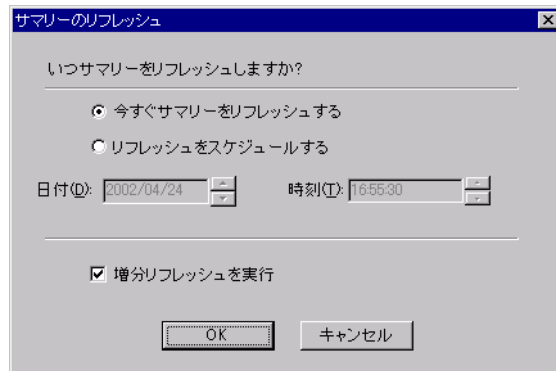 サマリーのリフレッシュ
いつサマリーをリフレッシュしますか?
今すぐサマリーをリフレッシュする
リフレッシュをスケジュールする
日付(D): 2002/04/24 時刻(T): 16:55:30
増分リフレッシュを実行
OK キャンセル